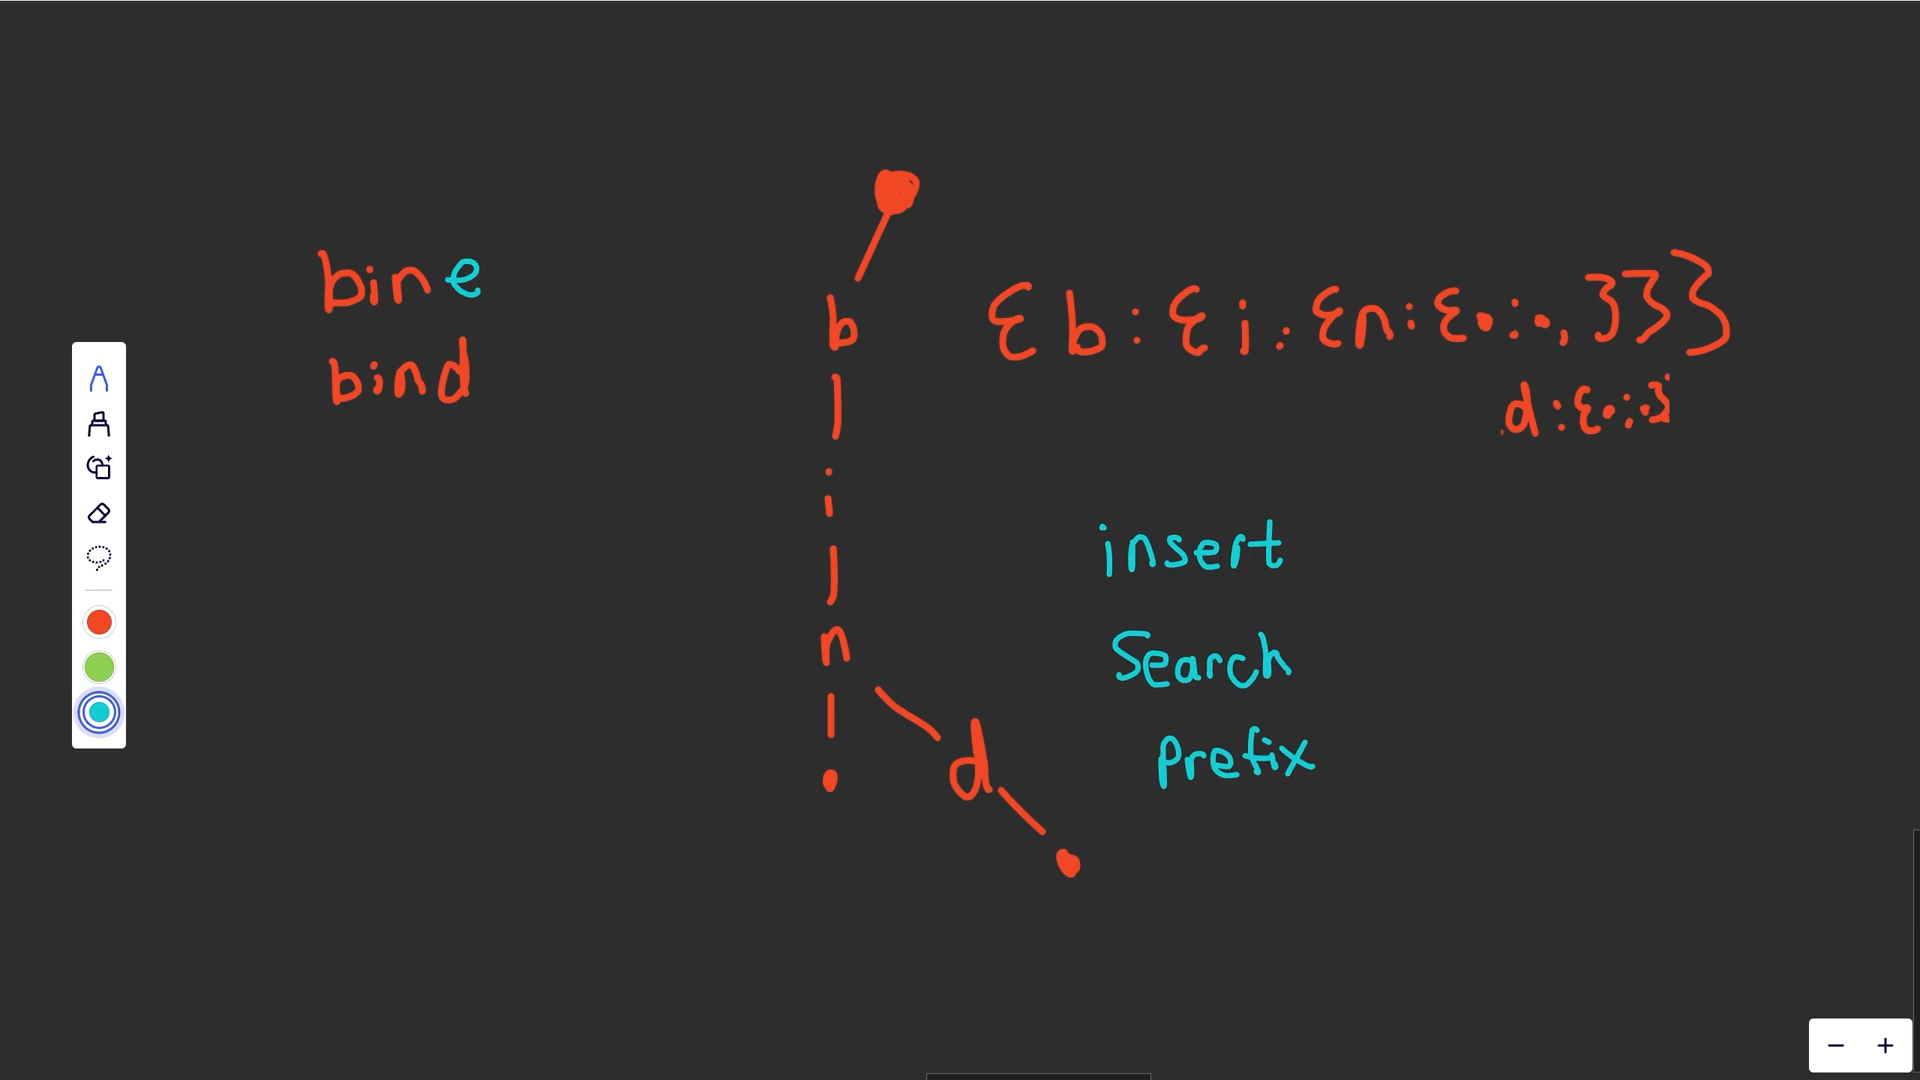 bine
bind
b
i
n
d
{b:{i:{n:{•:•,}}}}
d:{•:•}
insert
Search
Prefix